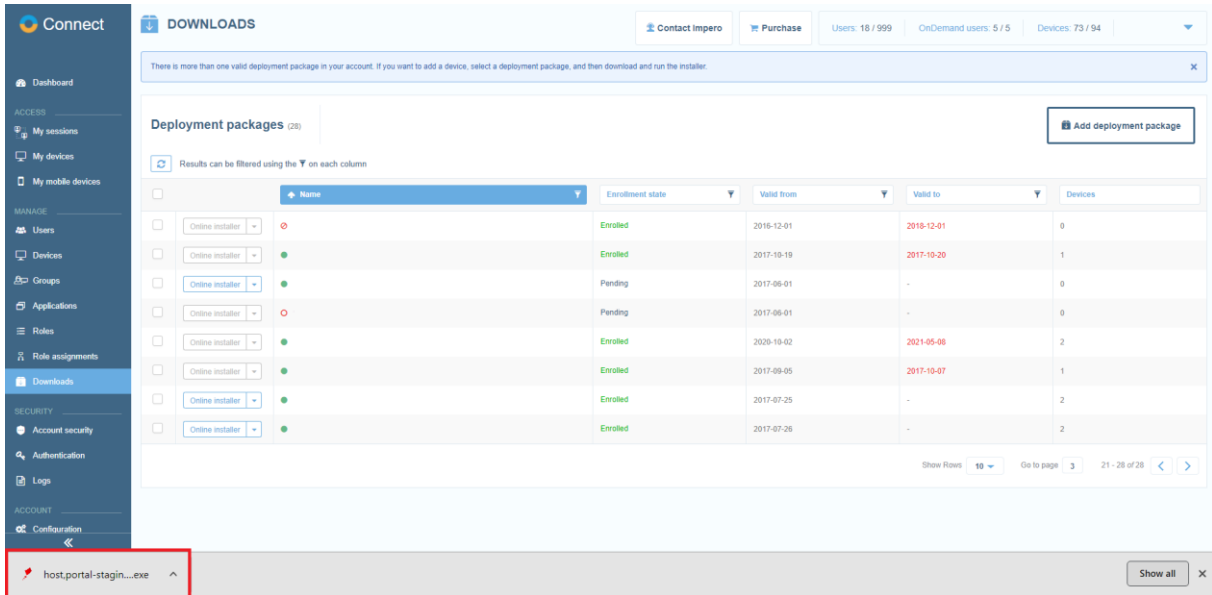 Connect
DOWNLOADS
Contact Impero
Purchase
Users: 18 / 999
OnDemand users: 5 / 5
Devices: 73 / 94
There is more than one valid deployment package in your account. If you want to add a device, select a deployment package, and then download and run the installer.
Dashboard
ACCESS
My sessions
My devices
My mobile devices
MANAGE
Users
Devices
Groups
Applications
Roles
Role assignments
Downloads
SECURITY
Account security
Authentication
Logs
ACCOUNT
Configuration
Deployment packages (28)
Add deployment package
Results can be filtered using the on each column
Name Enrollment state Valid from Valid to Devices
Online installer Enrolled 2016-12-01 2018-12-01 0
Online installer Enrolled 2017-10-19 2017-10-20 1
Online installer Pending 2017-06-01 - 0
Online installer Pending 2017-06-01 - 0
Online installer Enrolled 2020-10-02 2021-05-08 2
Online installer Enrolled 2017-09-05 2017-10-07 1
Online installer Enrolled 2017-07-25 - 2
Online installer Enrolled 2017-07-26 - 2
Show Rows 10 Go to page 3 21 - 28 of 28
host,portal-stagin....exe
Show all